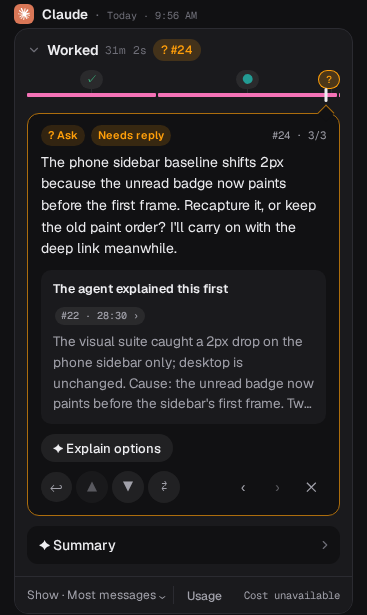 Claude · Today · 9:56 AM
Worked 31m 2s ? #24
?
? Ask Needs reply #24 · 3/3
The phone sidebar baseline shifts 2px
because the unread badge now paints
before the first frame. Recapture it, or keep
the old paint order? I'll carry on with the
deep link meanwhile.
The agent explained this first
#22 · 28:30 ›
The visual suite caught a 2px drop on the
phone sidebar only; desktop is
unchanged. Cause: the unread badge now
paints before the sidebar's first frame. Tw...
Explain options
Summary
Show · Most messages Usage Cost unavailable